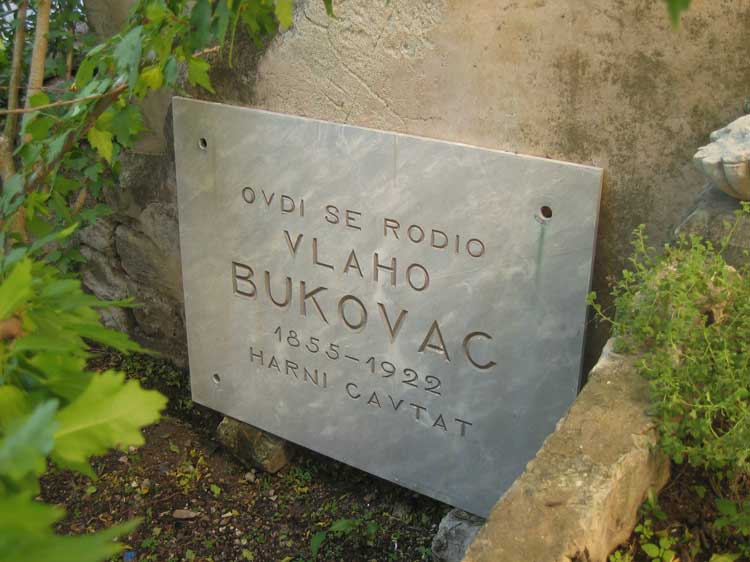 OVDI SE RODIO
VLAHO
BUKOVAC
1855-1922
HARNI CAVTAT